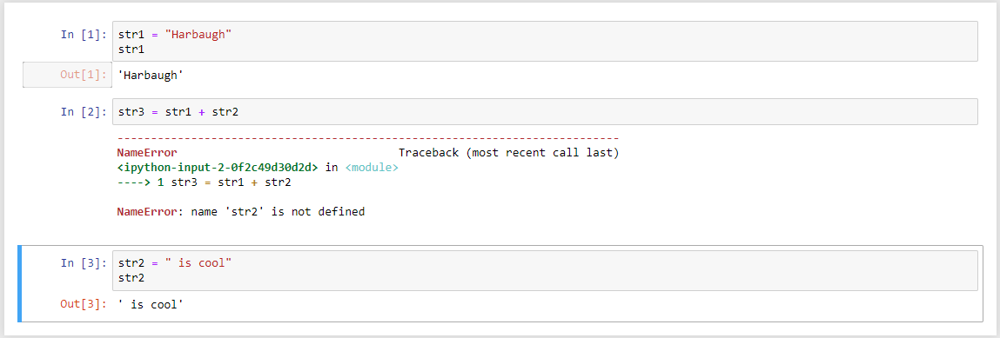 In [1]: str1 = "Harbaugh"
str1
Out[1]: 'Harbaugh'
In [2]: str3 = str1 + str2
---------------------------------------------------------------------------
NameError                                 Traceback (most recent call last)
<ipython-input-2-0f2c49d30d2d> in <module>
----> 1 str3 = str1 + str2
NameError: name 'str2' is not defined
In [3]: str2 = " is cool"
str2
Out[3]: ' is cool'